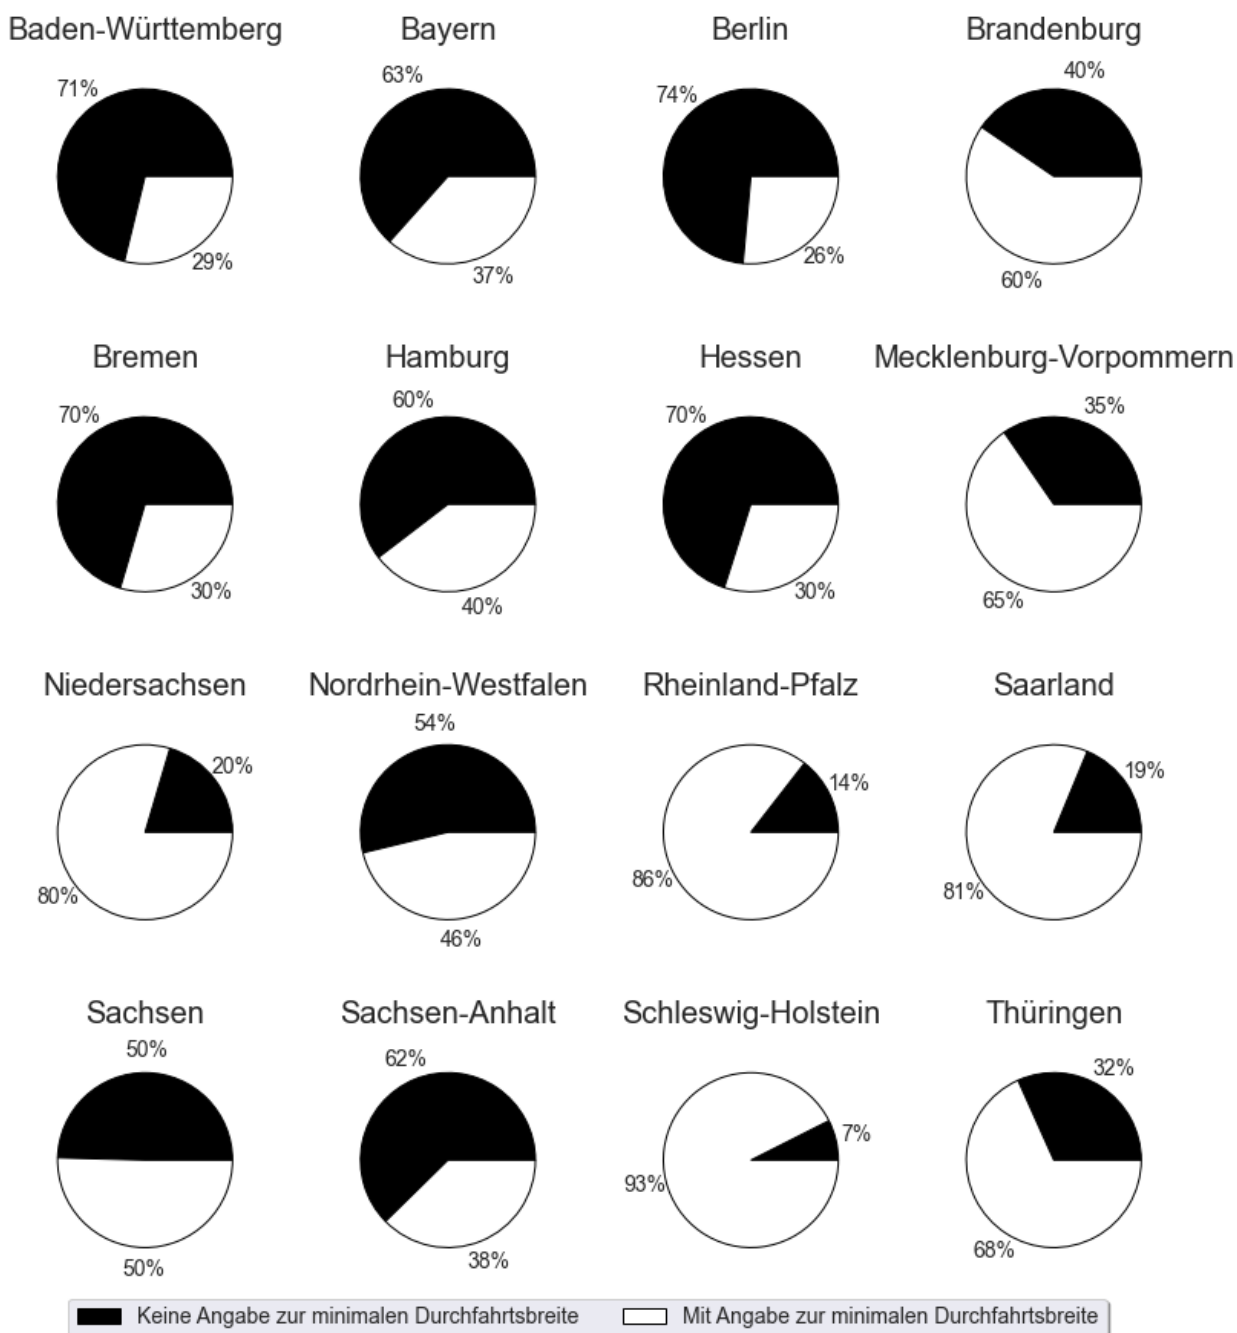 Baden-Württemberg Bayern Berlin Brandenburg
71% 63% 74% 40%
29% 37% 26% 60%
Bremen Hamburg Hessen Mecklenburg-Vorpommern
70% 60% 70% 35%
30% 40% 30% 65%
Niedersachsen Nordrhein-Westfalen Rheinland-Pfalz Saarland
20% 54% 14% 19%
80% 46% 86% 81%
Sachsen Sachsen-Anhalt Schleswig-Holstein Thüringen
50% 62% 7% 32%
50% 38% 93% 68%
Keine Angabe zur minimalen Durchfahrtsbreite Mit Angabe zur minimalen Durchfahrtsbreite